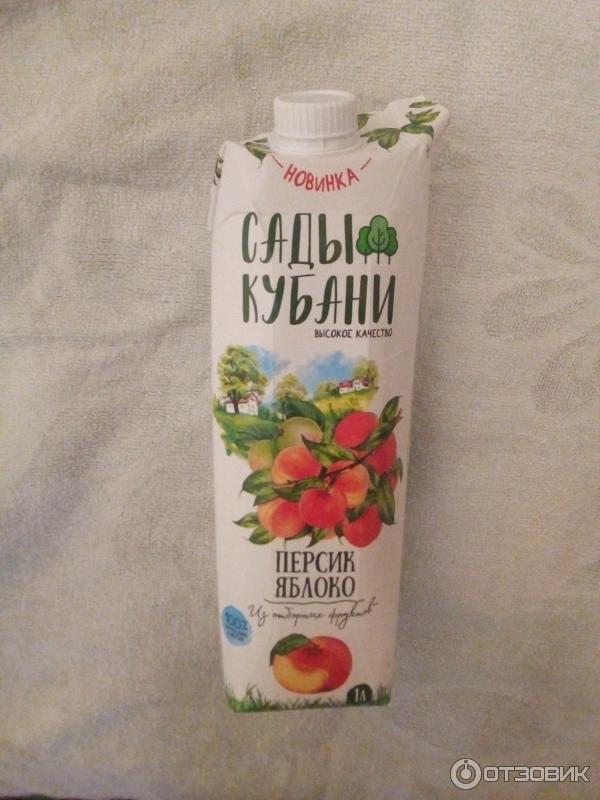 НОВИНКА
САДЫ
КУБАНИ
ВЫСОКОЕ КАЧЕСТВО
ПЕРСИК
ЯБЛОКО
Из отборных фруктов
100%
1л
ОТЗОВИК